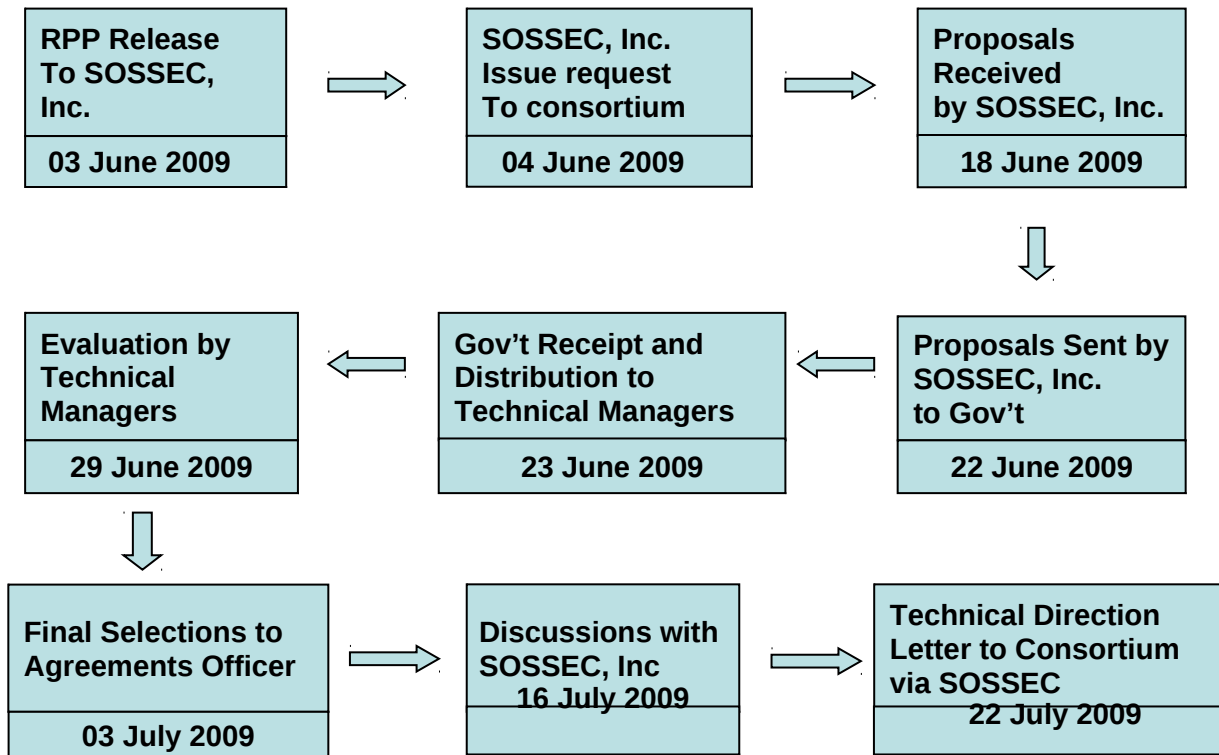 RPP Release
To SOSSEC,
Inc.
03 June 2009
SOSSEC, Inc.
Issue request
To consortium
04 June 2009
Proposals
Received
by SOSSEC, Inc.
18 June 2009
Proposals Sent by
SOSSEC, Inc.
to Gov’t
22 June 2009
Gov’t Receipt and
Distribution to
Technical Managers
23 June 2009
Evaluation by
Technical
Managers
29 June 2009
Final Selections to
Agreements Officer
03 July 2009
Discussions with
SOSSEC, Inc
16 July 2009
Technical Direction
Letter to Consortium
via SOSSEC
22 July 2009